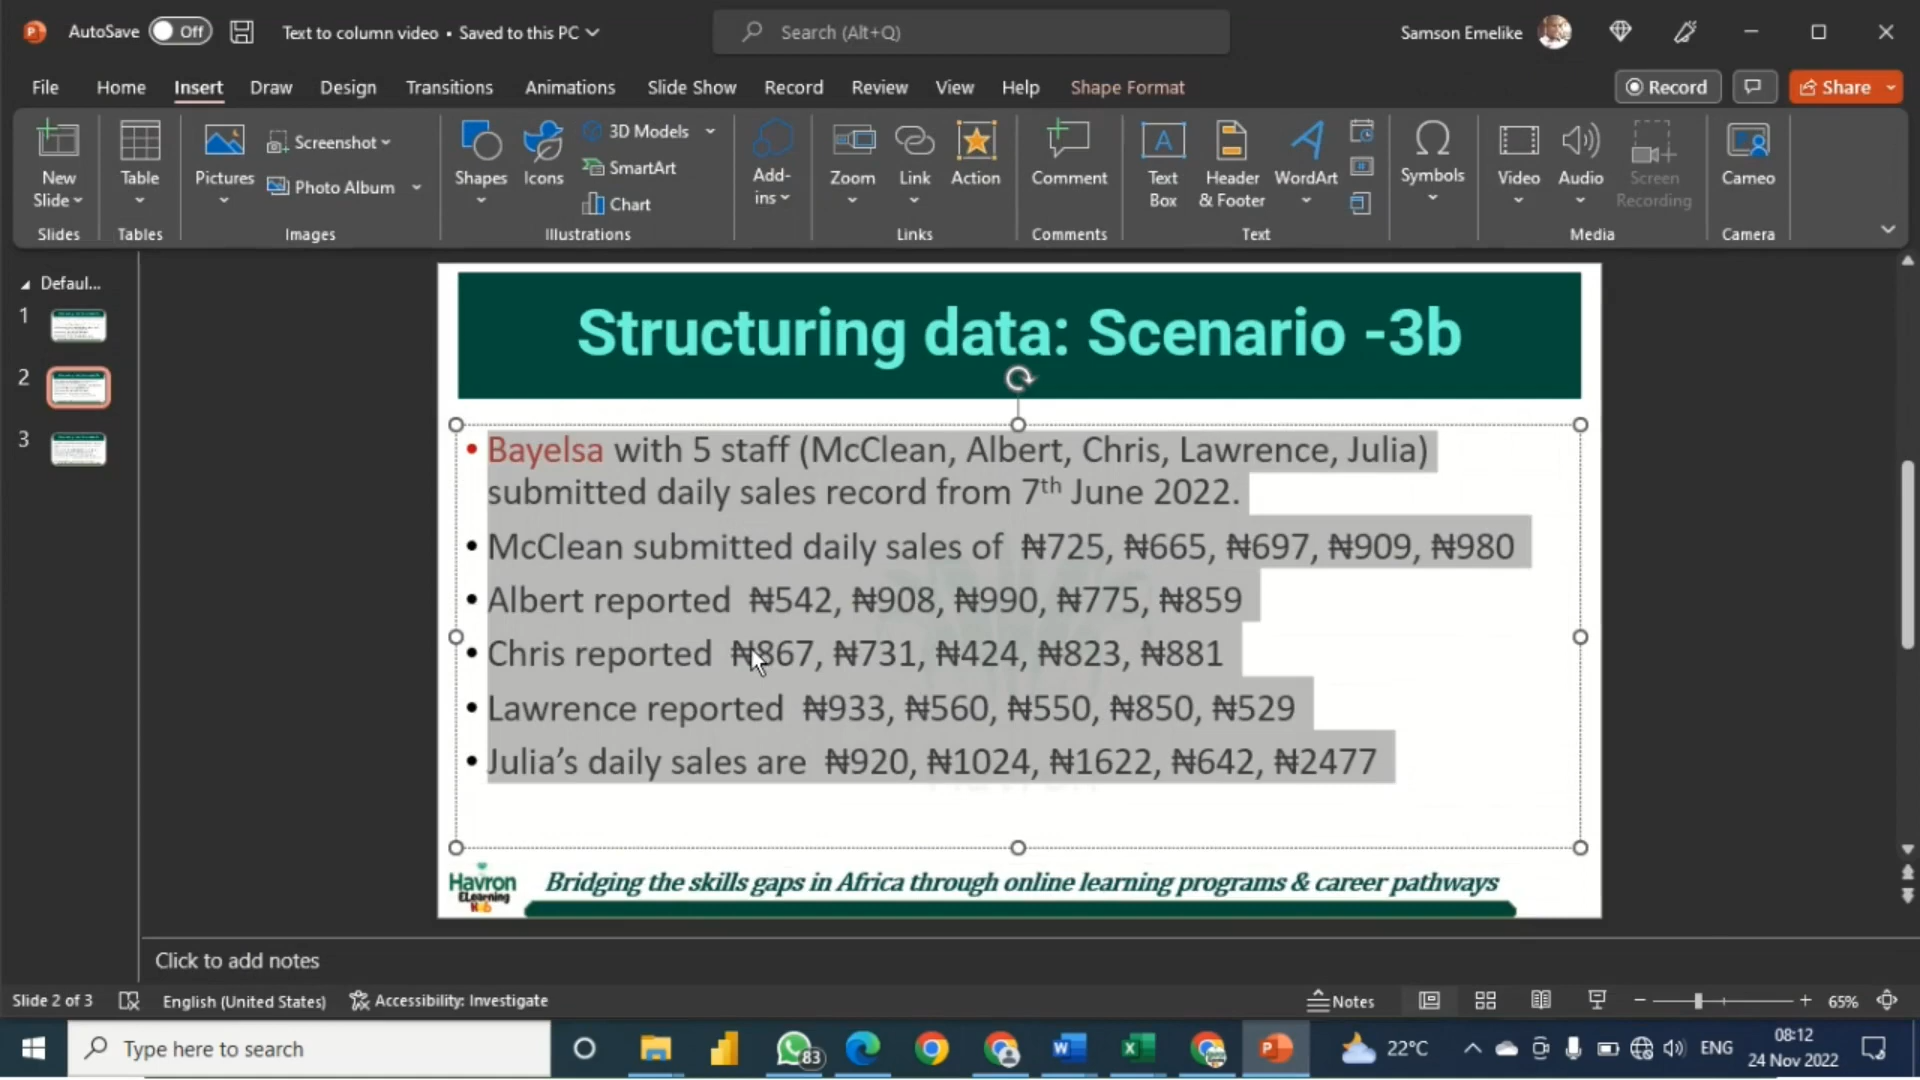 AutoSave Off Text to column video • Saved to this PC Search (Alt+Q) Samson Emelike
File Home Insert Draw Design Transitions Animations Slide Show Record Review View Help Shape Format Record Share
New Slide Table Pictures Screenshot Photo Album Shapes Icons 3D Models SmartArt Chart Add-ins Zoom Link Action Comment Text Box Header & Footer WordArt Symbols Video Audio Screen Recording Cameo
Slides Tables Images Illustrations Links Comments Text Media Camera
Defaul...
1
2
3
Structuring data: Scenario -3b
• Bayelsa with 5 staff (McClean, Albert, Chris, Lawrence, Julia)
submitted daily sales record from 7th June 2022.
• McClean submitted daily sales of ₦725, ₦665, ₦697, ₦909, ₦980
• Albert reported ₦542, ₦908, ₦990, ₦775, ₦859
• Chris reported ₦867, ₦731, ₦424, ₦823, ₦881
• Lawrence reported ₦933, ₦560, ₦550, ₦850, ₦529
• Julia’s daily sales are ₦920, ₦1024, ₦1622, ₦642, ₦2477
Havron
ELearning
Hub
Bridging the skills gaps in Africa through online learning programs & career pathways
Click to add notes
Slide 2 of 3 English (United States) Accessibility: Investigate Notes 65%
Type here to search 83 22°C ENG 08:12
24 Nov 2022